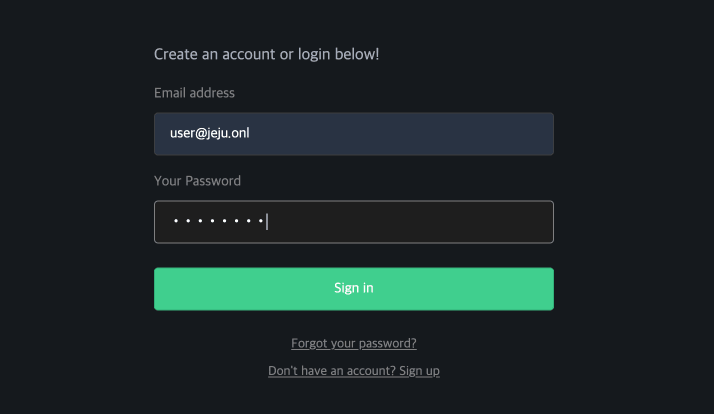 Create an account or login below!
Email address
user@jeju.onl
Your Password
••••••••
Sign in
Forgot your password?
Don't have an account? Sign up